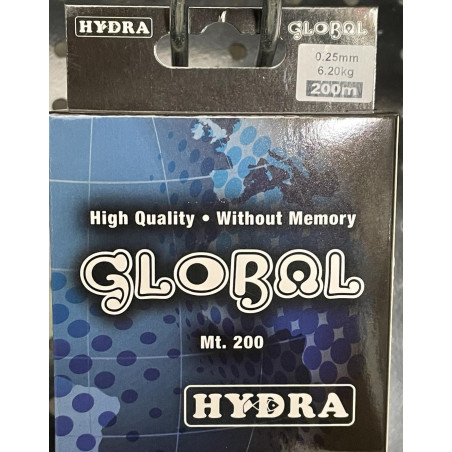 HYDRA
GLOBAL
0.25mm
6.20kg
200m
High Quality • Without Memory
GLOBAL
Mt. 200
HYDRA